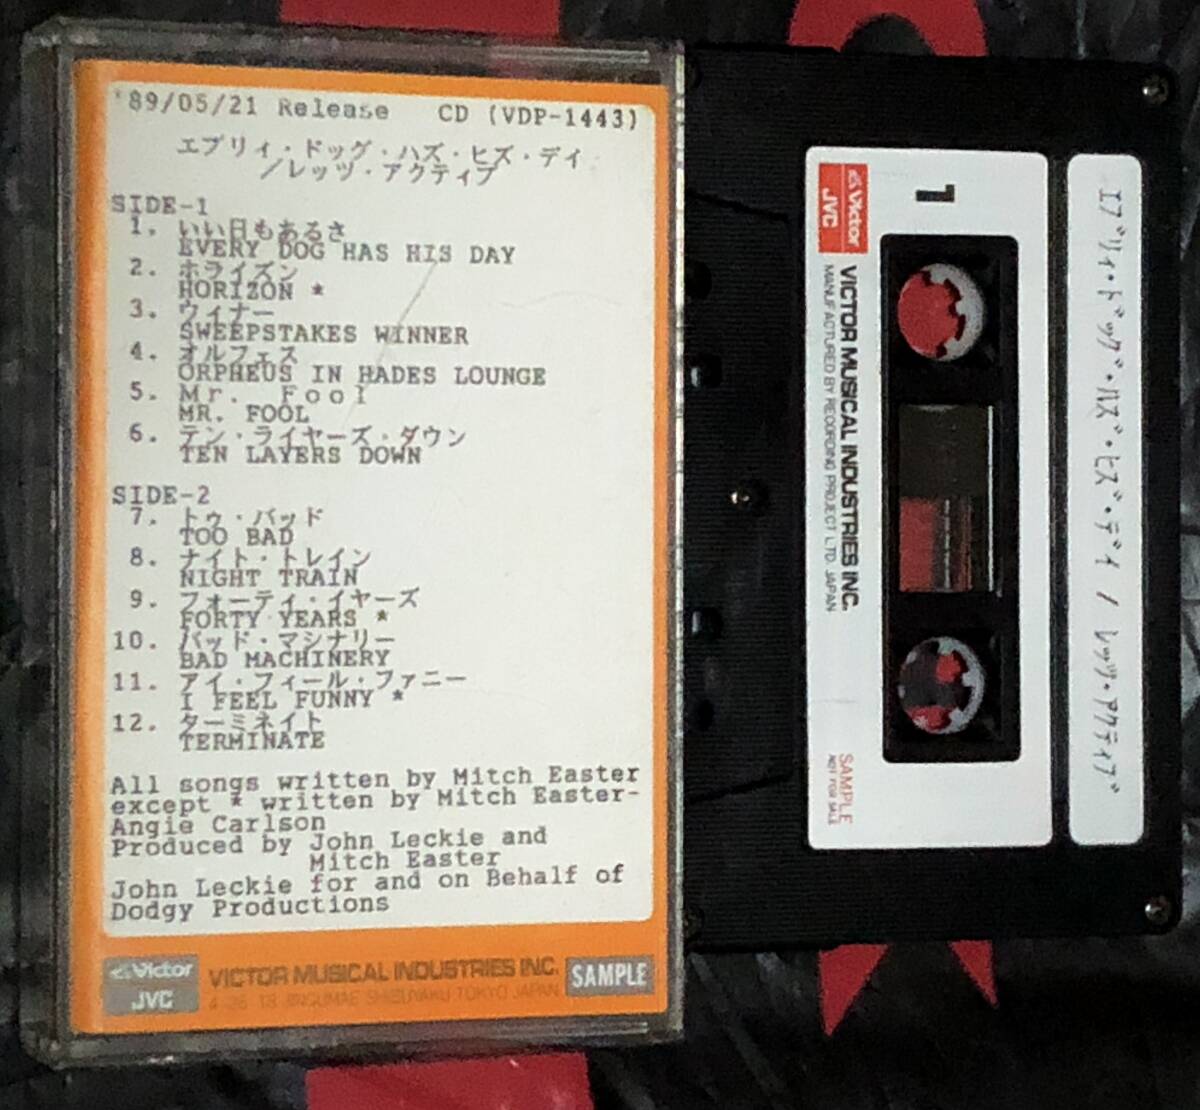 '89/05/21 Release CD (VDP-1443)
エブリィ・ドッグ・ハズ・ヒズ・デイ
/レッツ・アクティブ
SIDE-1
1. いい日もあるさ
EVERY DOG HAS HIS DAY
2. ホライズン
HORIZON *
3. ウィナー
SWEEPSTAKES WINNER
4. オルフェス
ORPHEUS IN HADES LOUNGE
5. Mr. Fool
MR. FOOL
6. テン・ライヤーズ・ダウン
TEN LAYERS DOWN
SIDE-2
7. トゥ・バッド
TOO BAD
8. ナイト・トレイン
NIGHT TRAIN
9. フォーティ・イヤーズ
FORTY YEARS *
10. バッド・マシナリー
BAD MACHINERY
11. アイ・フィール・ファニー
I FEEL FUNNY *
12. ターミネイト
TERMINATE
All songs written by Mitch Easter
except * written by Mitch Easter-
Angie Carlson
Produced by John Leckie and
Mitch Easter
John Leckie for and on Behalf of
Dodgy Productions
Victor
JVC
VICTOR MUSICAL INDUSTRIES INC.
SAMPLE
4-26-18 JINGUMAE SHIBUYAKU TOKYO JAPAN
エブリィ・ドッグ・ハズ・ヒズ・デイ / レッツ・アクティブ
1
Victor
JVC
VICTOR MUSICAL INDUSTRIES INC.
MANUFACTURED BY RECORDING PROJECT LTD. JAPAN
SAMPLE
NOT FOR SALE